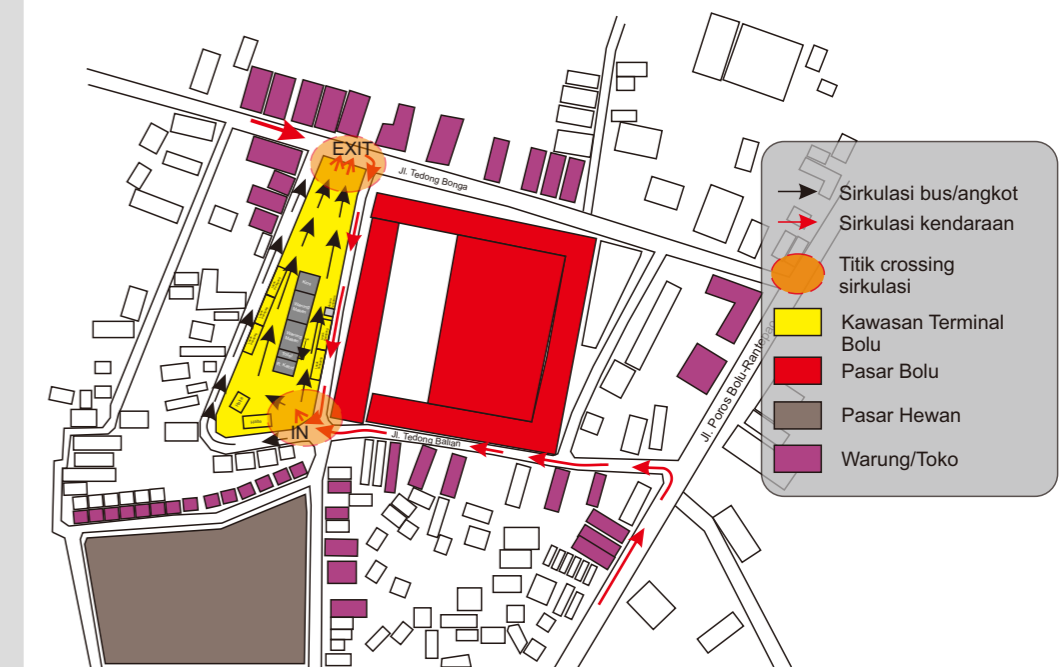 EXIT
Jl. Tedong Bonga
IN
Jl. Tedong Balian
Jl. Poros Bolu-Rantepao
Sirkulasi bus/angkot
Sirkulasi kendaraan
Titik crossing
sirkulasi
Kawasan Terminal
Bolu
Pasar Bolu
Pasar Hewan
Warung/Toko